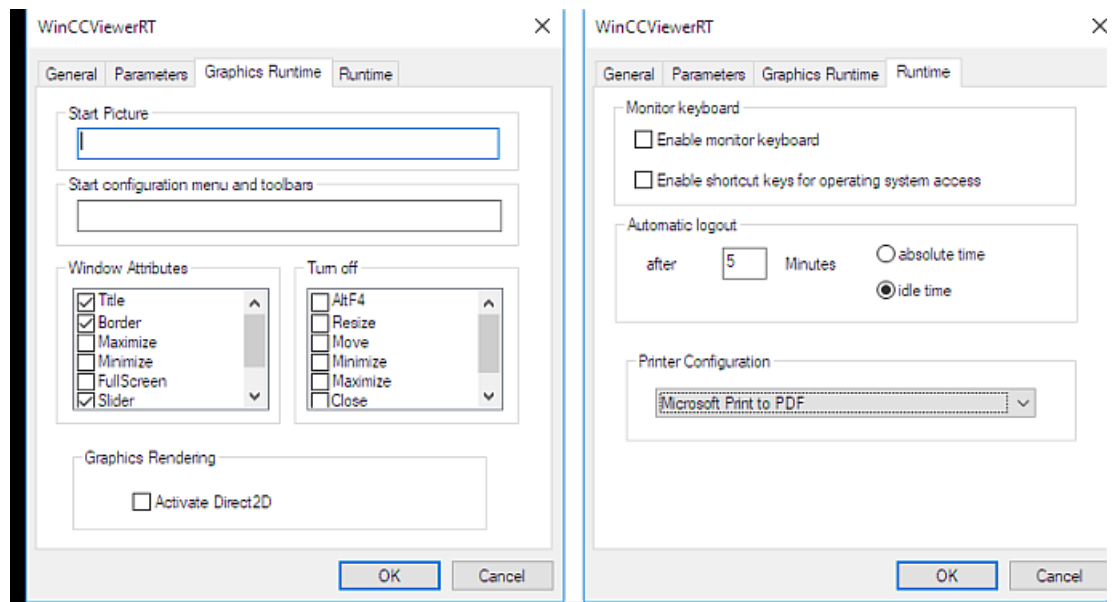 WinCCViewerRT
General Parameters Graphics Runtime Runtime
Start Picture
Start configuration menu and toolbars
Window Attributes
Title
Border
Maximize
Minimize
FullScreen
Slider
Turn off
AltF4
Resize
Move
Minimize
Maximize
Close
Graphics Rendering
Activate Direct2D
OK Cancel
WinCCViewerRT
General Parameters Graphics Runtime Runtime
Monitor keyboard
Enable monitor keyboard
Enable shortcut keys for operating system access
Automatic logout
after 5 Minutes
absolute time
idle time
Printer Configuration
Microsoft Print to PDF
OK Cancel